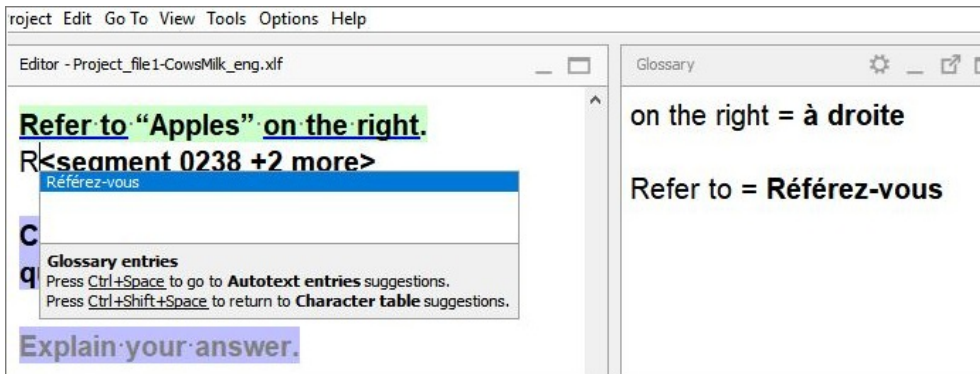 roject Edit Go To View Tools Options Help
Editor - Project_file1-CowsMilk_eng.xlf
Refer to “Apples” on the right.
R<segment 0238 +2 more>
Référez-vous
C
Glossary entries
q
Press Ctrl+Space to go to Autotext entries suggestions.
Press Ctrl+Shift+Space to return to Character table suggestions.
Explain your answer.
Glossary
on the right = à droite
Refer to = Référez-vous